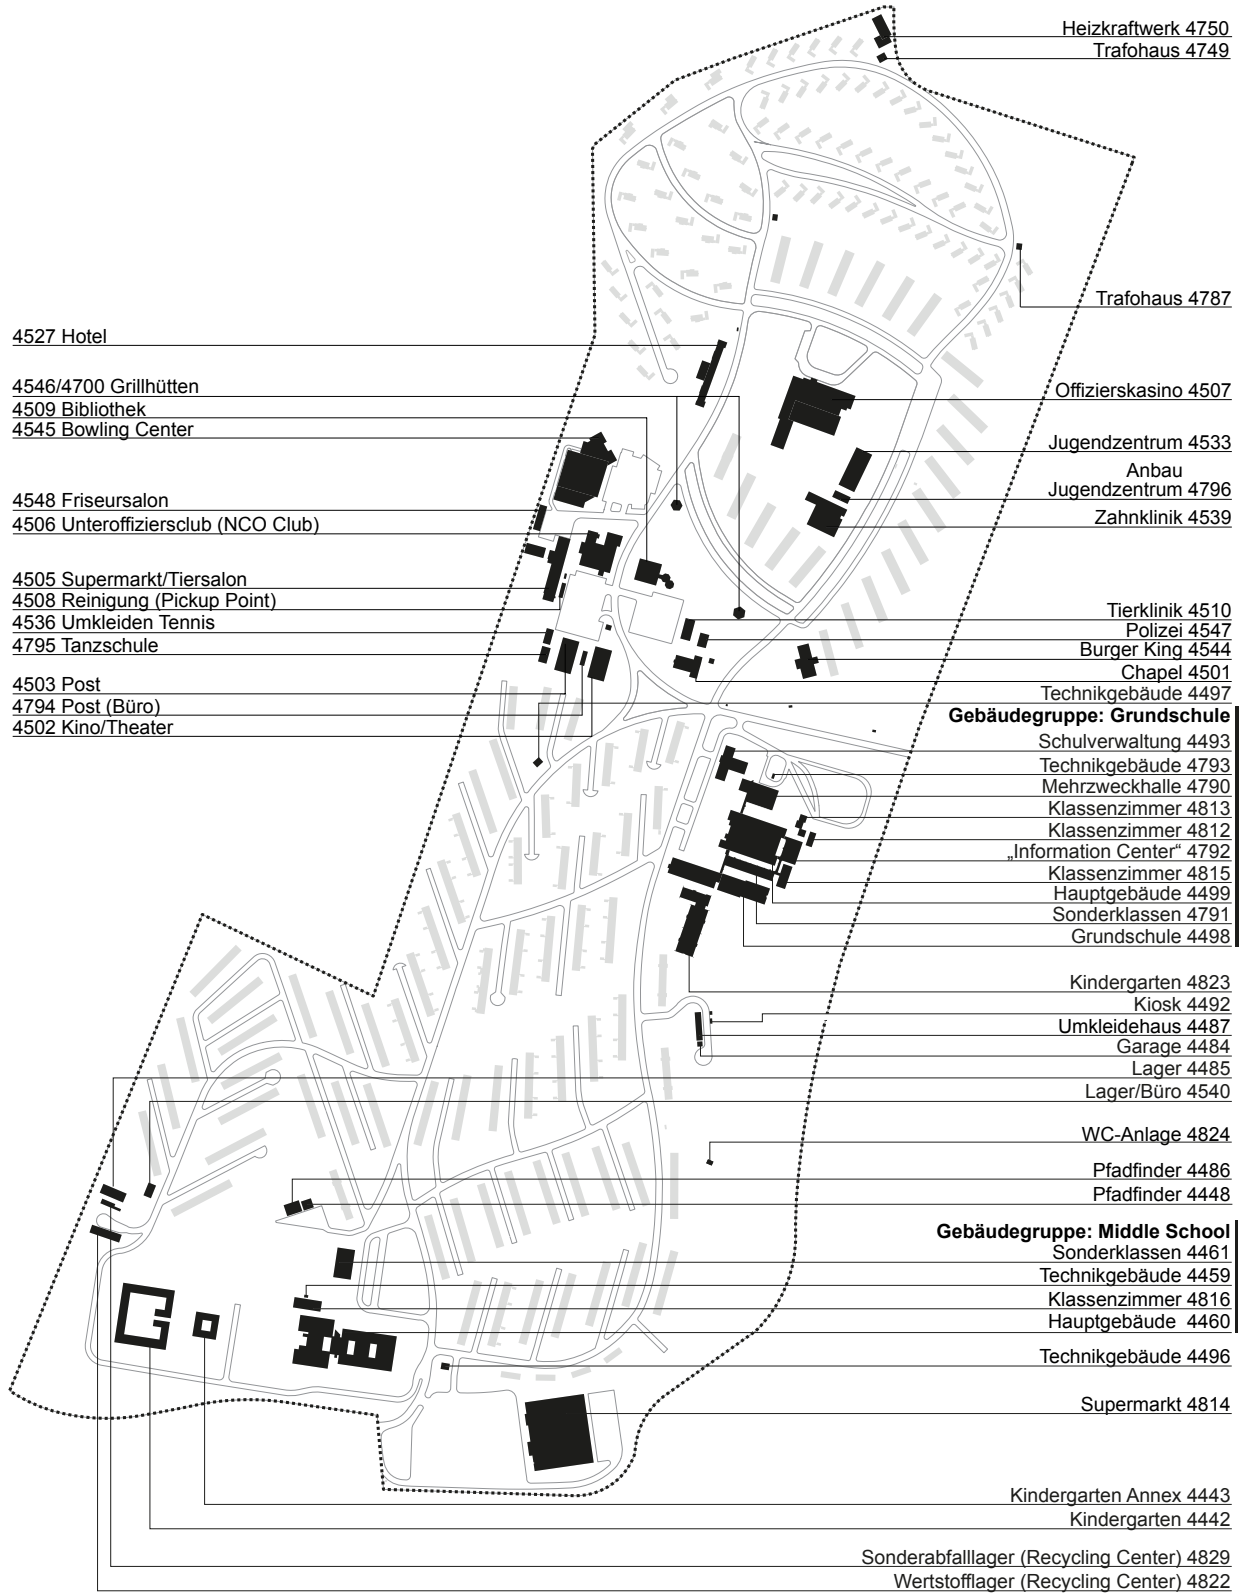 Heizkraftwerk 4750
Trafohaus 4749
Trafohaus 4787
4527 Hotel
4546/4700 Grillhütten
4509 Bibliothek
4545 Bowling Center
4548 Friseursalon
4506 Unteroffiziersclub (NCO Club)
4505 Supermarkt/Tiersalon
4508 Reinigung (Pickup Point)
4536 Umkleiden Tennis
4795 Tanzschule
4503 Post
4794 Post (Büro)
4502 Kino/Theater
Offizierskasino 4507
Jugendzentrum 4533
Anbau
Jugendzentrum 4796
Zahnklinik 4539
Tierklinik 4510
Polizei 4547
Burger King 4544
Chapel 4501
Technikgebäude 4497
Gebäudegruppe: Grundschule
Schulverwaltung 4493
Technikgebäude 4793
Mehrzweckhalle 4790
Klassenzimmer 4813
Klassenzimmer 4812
„Information Center“ 4792
Klassenzimmer 4815
Hauptgebäude 4499
Sonderklassen 4791
Grundschule 4498
Kindergarten 4823
Kiosk 4492
Umkleidehaus 4487
Garage 4484
Lager 4485
Lager/Büro 4540
WC-Anlage 4824
Pfadfinder 4486
Pfadfinder 4448
Gebäudegruppe: Middle School
Sonderklassen 4461
Technikgebäude 4459
Klassenzimmer 4816
Hauptgebäude 4460
Technikgebäude 4496
Supermarkt 4814
Kindergarten Annex 4443
Kindergarten 4442
Sonderabfalllager (Recycling Center) 4829
Wertstofflager (Recycling Center) 4822